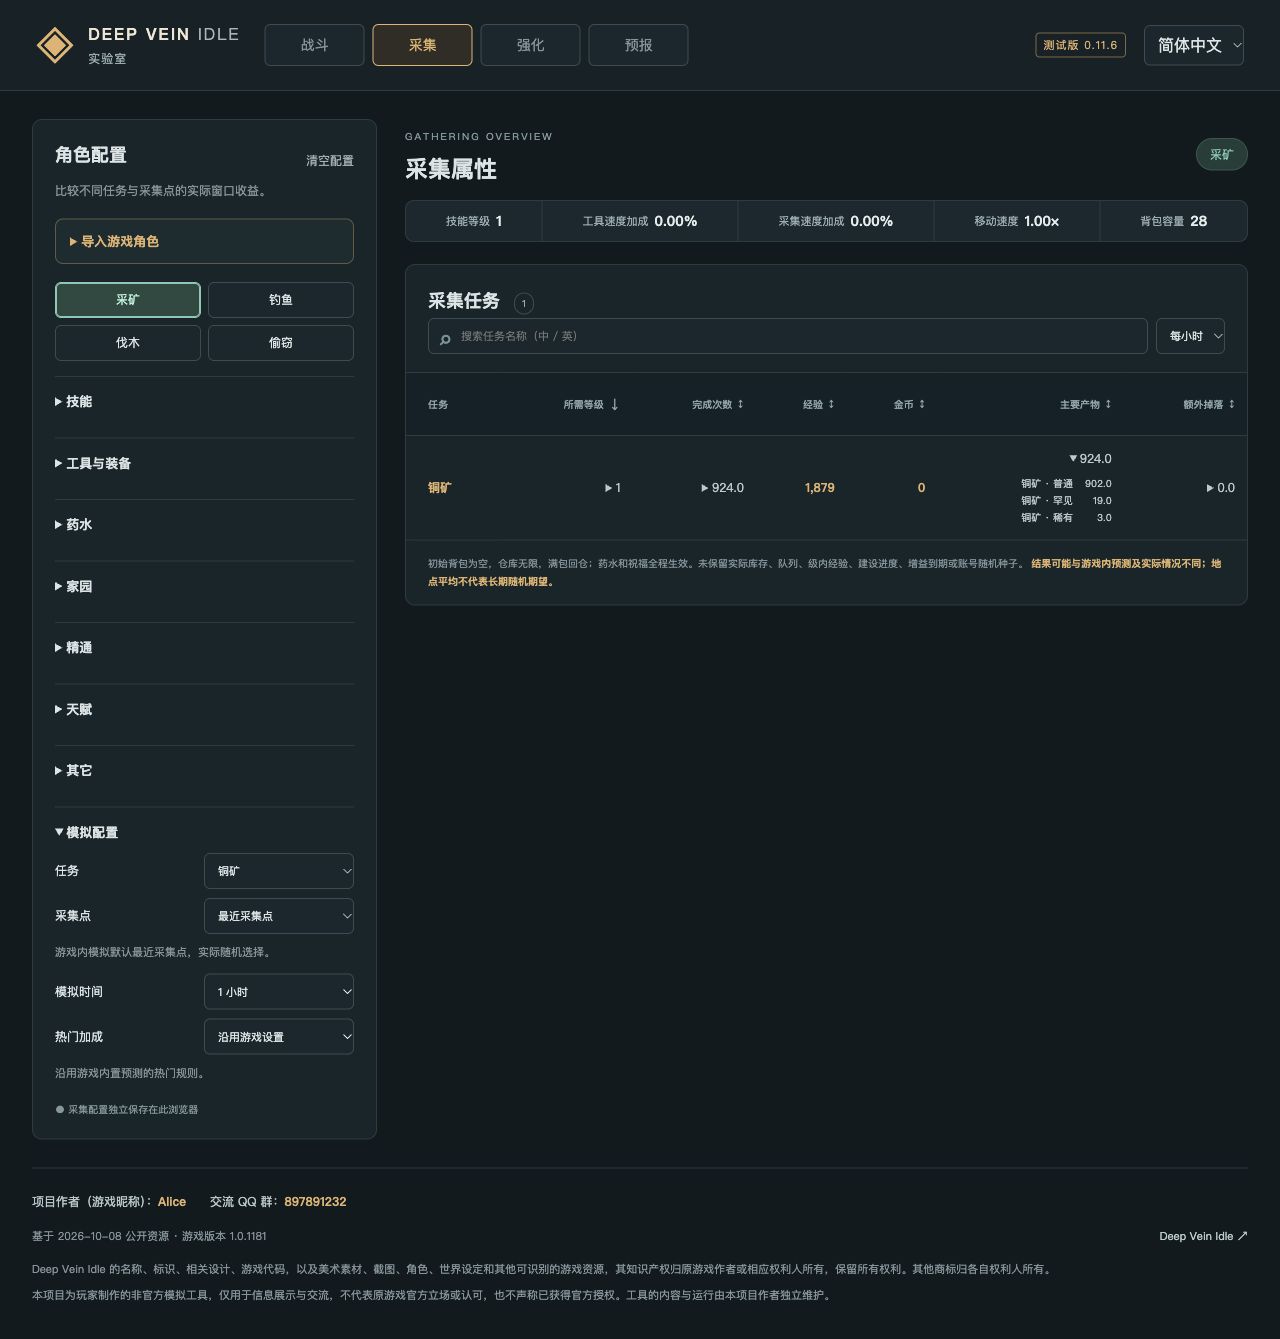 DEEP VEIN IDLE
实验室
战斗
采集
强化
预报
测试版 0.11.6
简体中文
角色配置
清空配置
比较不同任务与采集点的实际窗口收益。
▶ 导入游戏角色
采矿
钓鱼
伐木
偷窃
▶ 技能
▶ 工具与装备
▶ 药水
▶ 家园
▶ 精通
▶ 天赋
▶ 其它
▼ 模拟配置
任务 铜矿
采集点 最近采集点
游戏内模拟默认最近采集点，实际随机选择。
模拟时间 1 小时
热门加成 沿用游戏设置
沿用游戏内置预测的热门规则。
● 采集配置独立保存在此浏览器
GATHERING OVERVIEW
采集属性
采矿
技能等级 1 工具速度加成 0.00% 采集速度加成 0.00% 移动速度 1.00x 背包容量 28
采集任务 1
搜索任务名称（中 / 英）
每小时
任务 所需等级 ↓ 完成次数 ↕ 经验 ↕ 金币 ↕ 主要产物 ↕ 额外掉落 ↕
铜矿 ▶ 1 ▶ 924.0 1,879 0 ▼ 924.0 ▶ 0.0
铜矿 · 普通 902.0
铜矿 · 罕见 19.0
铜矿 · 稀有 3.0
初始背包为空，仓库无限，满包回仓；药水和祝福全程生效。未保留实际库存、队列、级内经验、建设进度、增益到期或账号随机种子。 结果可能与游戏内预测及实际情况不同；地
点平均不代表长期随机期望。
项目作者（游戏昵称）：Alice 交流 QQ 群：897891232
基于 2026-10-08 公开资源 · 游戏版本 1.0.1181
Deep Vein Idle ↗
Deep Vein Idle 的名称、标识、相关设计、游戏代码，以及美术素材、截图、角色、世界设定和其他可识别的游戏资源，其知识产权归原游戏作者或相应权利人所有，保留所有权利。其他商标归各自权利人所有。
本项目为玩家制作的非官方模拟工具，仅用于信息展示与交流，不代表原游戏官方立场或认可，也不声称已获得官方授权。工具的内容与运行由本项目作者独立维护。